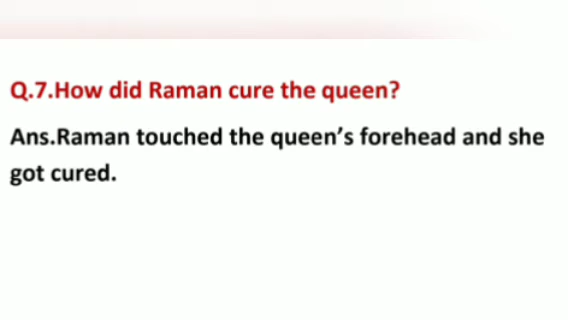 Q.7.How did Raman cure the queen?
Ans.Raman touched the queen's forehead and she
got cured.